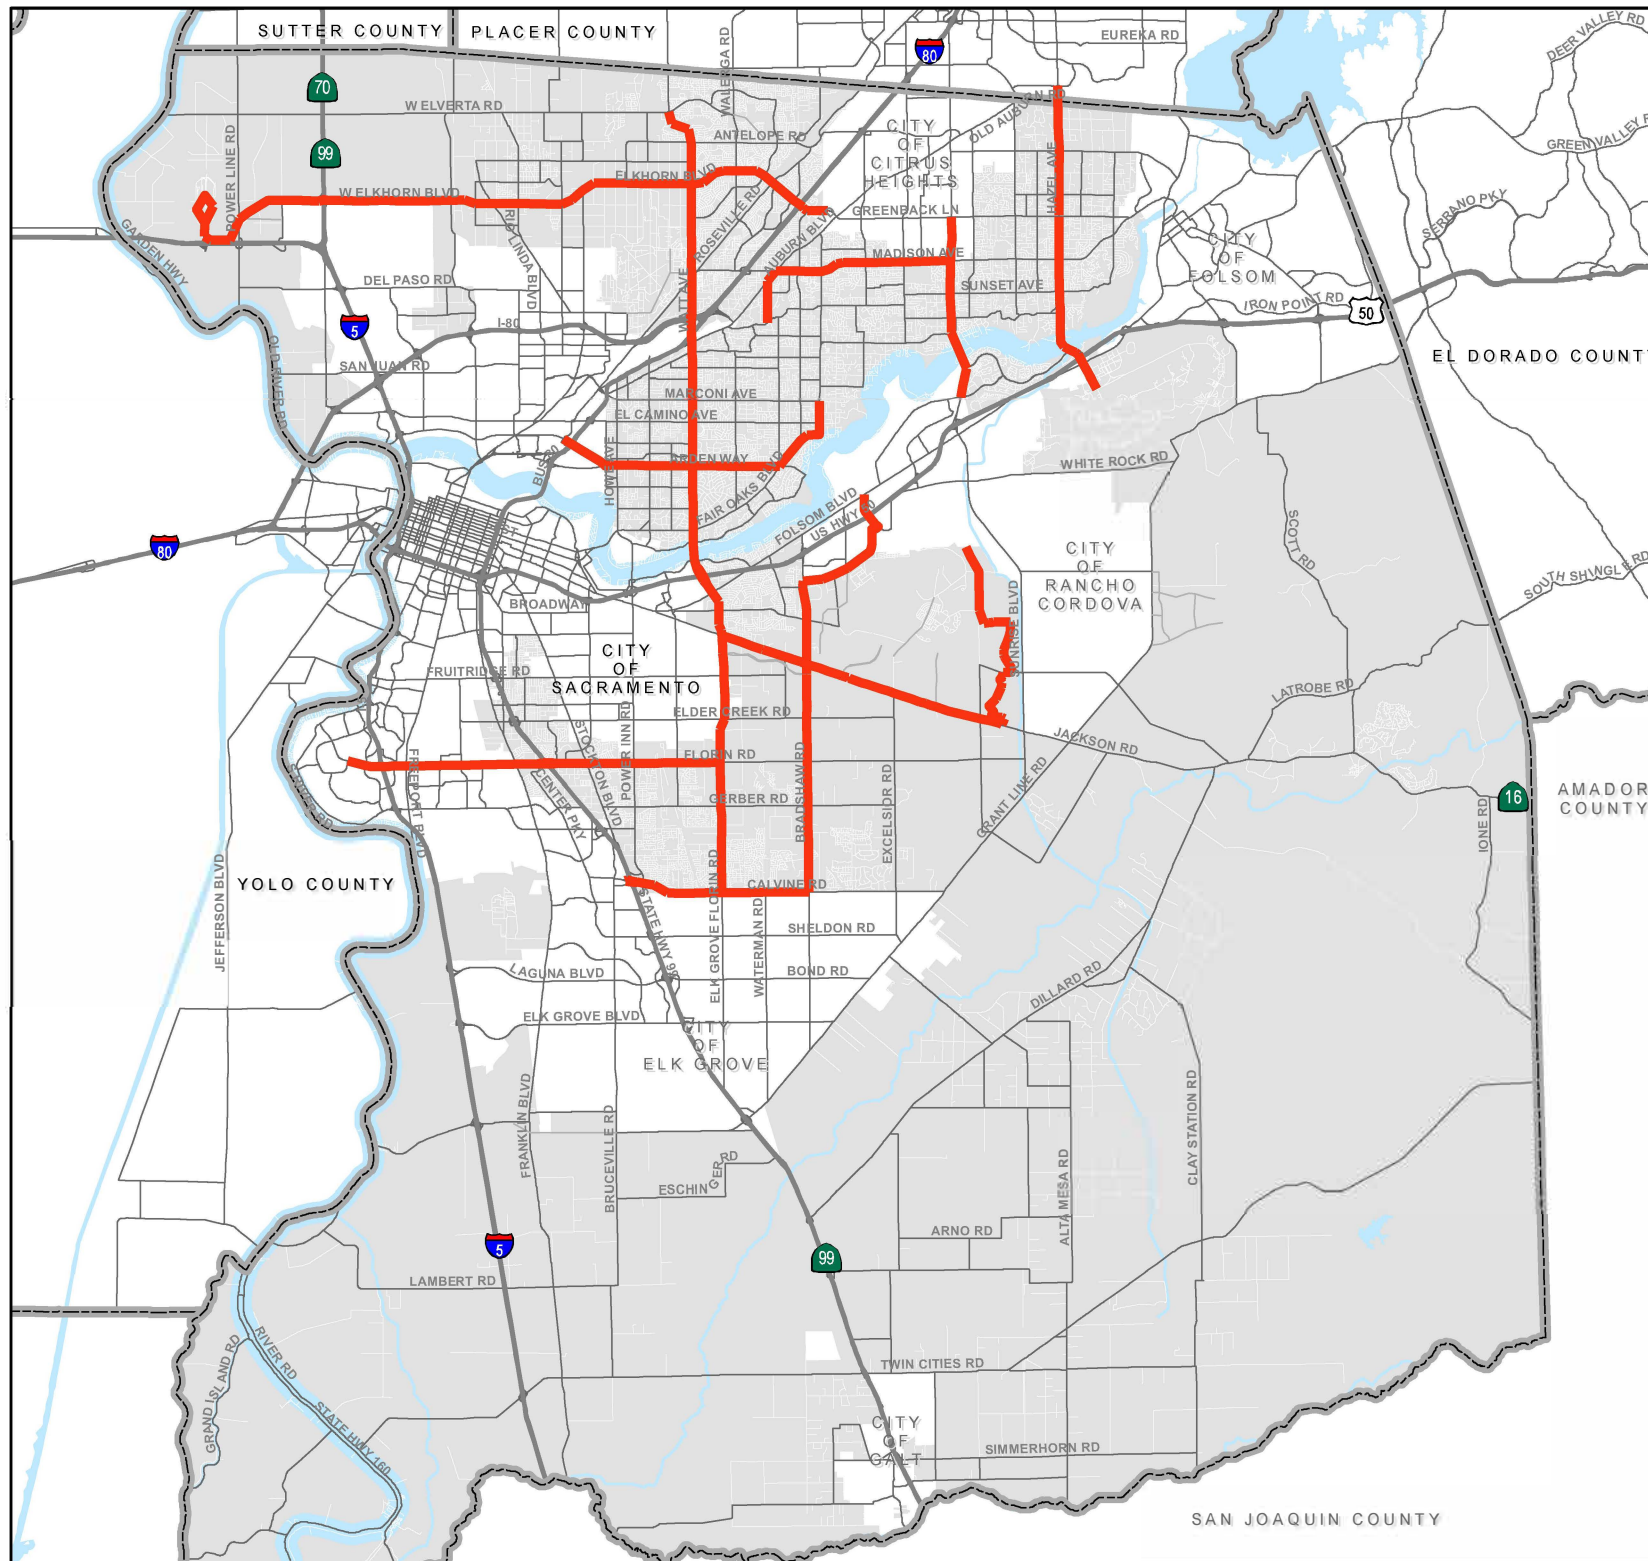 SUTTER COUNTY
PLACER COUNTY
EUREKA RD
DEER VALLEY RD
80
WALERGA RD
70
W ELVERTA RD
OLD AUBURN RD
ANTELOPE RD
CITY
OF
CITRUS
HEIGHTS
99
POWER LINE RD
GREEN VALLEY R
ELKHORN BLVD
W ELKHORN BLVD
HAZEL AVE
ROSEVILLE RD
RIO LINDA BLVD
GREENBACK LN
AUBURN BLVD
SERRANO PKY
GARDEN HWY
CITY
OF
FOLSOM
MADISON AVE
DEL PASO RD
SUNSET AVE
WATT AVE
IRON POINT RD
50
I-80
5
OLD RIVER RD
SAN JUAN RD
EL DORADO COUNT
MARCONI AVE
EL CAMINO AVE
BUS 80
HOWE AVE
ARDEN WAY
WHITE ROCK RD
FAIR OAKS BLVD
FOLSOM BLVD
US HWY 50
SCOTT RD
80
CITY
OF
RANCHO
CORDOVA
SOUTH SHINGLE RD
BROADWAY
SUNRISE BLVD
CITY
OF
SACRAMENTO
FRUITRIDGE RD
LATROBE RD
ELDER CREEK RD
STOCKTON BLVD
POWER INN RD
JACKSON RD
FLORIN RD
FREEPORT BLVD
CENTER PKY
BRADSHAW RD
EXCELSIOR RD
GRANT LINE RD
GERBER RD
S RIVER RD
16
AMADOR
COUNTY
IONE RD
JEFFERSON BLVD
YOLO COUNTY
CALVINE RD
STATE HWY 99
ELK GROVE FLORIN RD
WATERMAN RD
SHELDON RD
LAGUNA BLVD
BOND RD
DILLARD RD
ELK GROVE BLVD
CITY
OF
ELK GROVE
FRANKLIN BLVD
BRUCEVILLE RD
CLAY STATION RD
ALTA MESA RD
ESCHINGER RD
ARNO RD
5
99
LAMBERT RD
GRAND ISLAND RD
RIVER RD
TWIN CITIES RD
STATE HWY 160
CITY
OF
GALT
SIMMERHORN RD
SAN JOAQUIN COUNTY